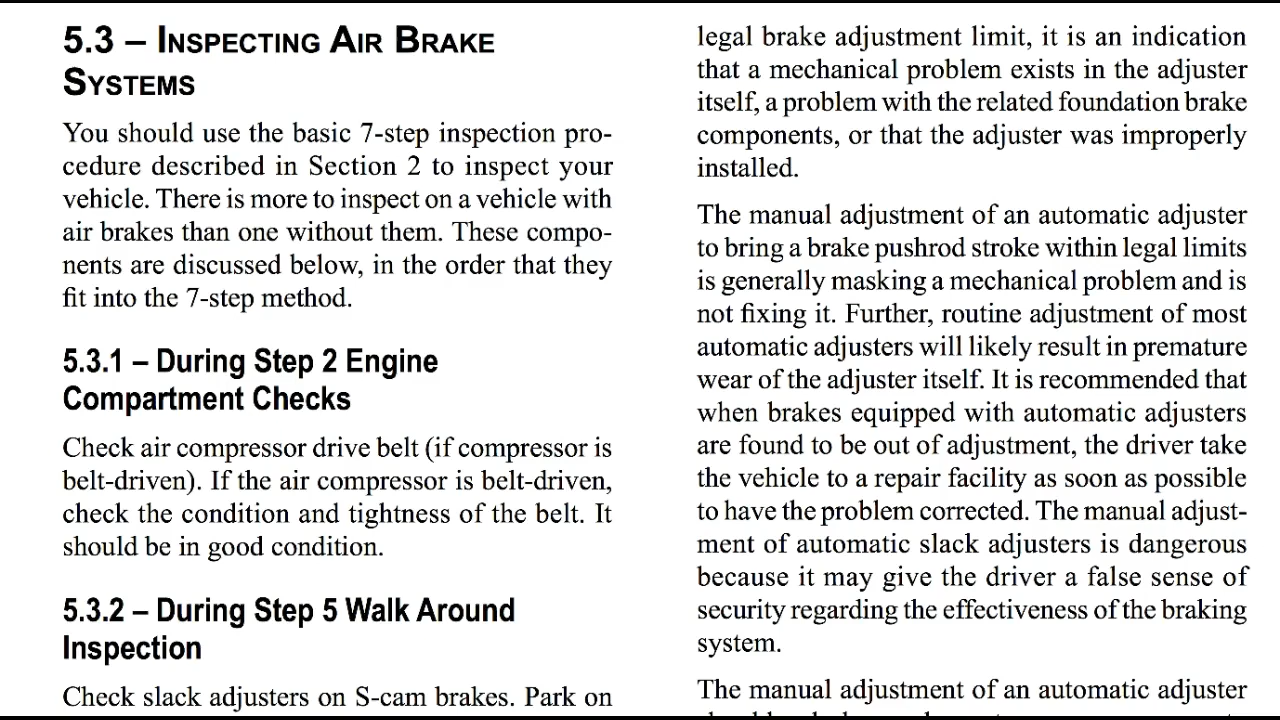 5.3 – Inspecting Air Brake
Systems
You should use the basic 7-step inspection pro-
cedure described in Section 2 to inspect your
vehicle. There is more to inspect on a vehicle with
air brakes than one without them. These compo-
nents are discussed below, in the order that they
fit into the 7-step method.
5.3.1 – During Step 2 Engine
Compartment Checks
Check air compressor drive belt (if compressor is
belt-driven). If the air compressor is belt-driven,
check the condition and tightness of the belt. It
should be in good condition.
5.3.2 – During Step 5 Walk Around
Inspection
Check slack adjusters on S-cam brakes. Park on
legal brake adjustment limit, it is an indication
that a mechanical problem exists in the adjuster
itself, a problem with the related foundation brake
components, or that the adjuster was improperly
installed.
The manual adjustment of an automatic adjuster
to bring a brake pushrod stroke within legal limits
is generally masking a mechanical problem and is
not fixing it. Further, routine adjustment of most
automatic adjusters will likely result in premature
wear of the adjuster itself. It is recommended that
when brakes equipped with automatic adjusters
are found to be out of adjustment, the driver take
the vehicle to a repair facility as soon as possible
to have the problem corrected. The manual adjust-
ment of automatic slack adjusters is dangerous
because it may give the driver a false sense of
security regarding the effectiveness of the braking
system.
The manual adjustment of an automatic adjuster